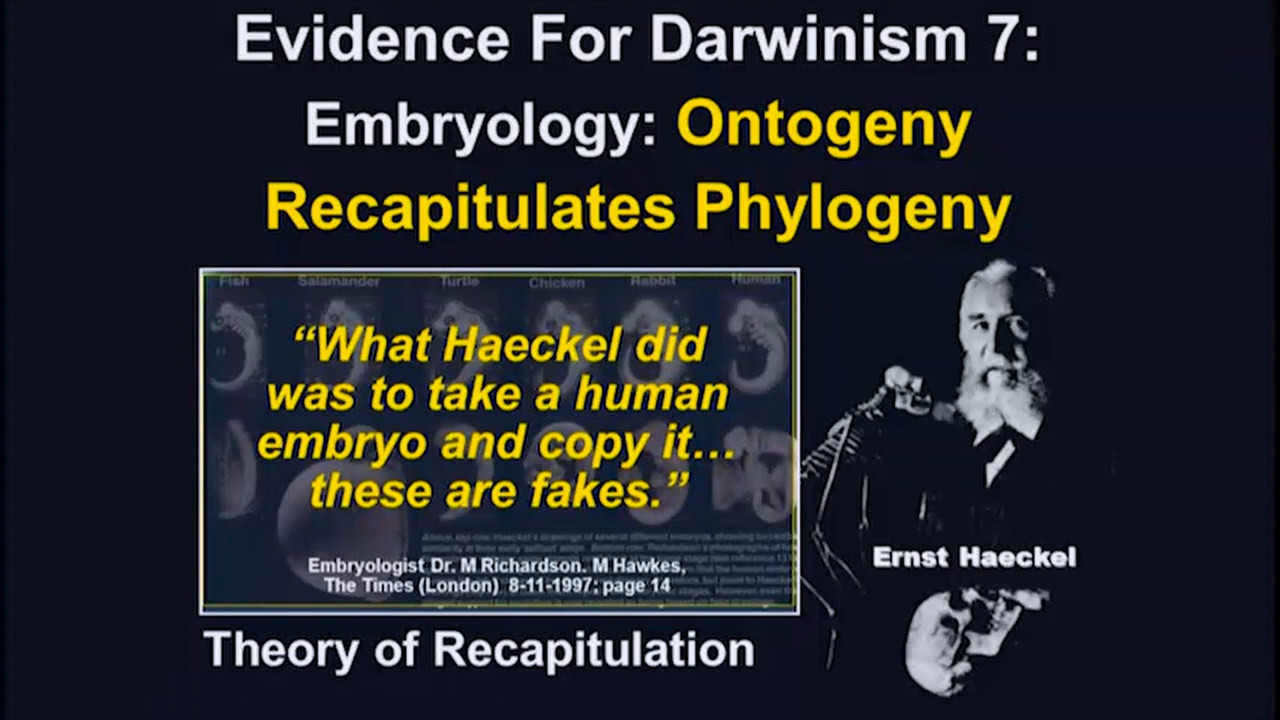 Evidence For Darwinism 7:
Embryology: Ontogeny
Recapitulates Phylogeny
Fish Salamander Turtle Chicken Rabbit Human
“What Haeckel did
was to take a human
embryo and copy it...
these are fakes.”
Embryologist Dr. M Richardson. M Hawkes,
The Times (London) 8-11-1997; page 14
Ernst Haeckel
Theory of Recapitulation